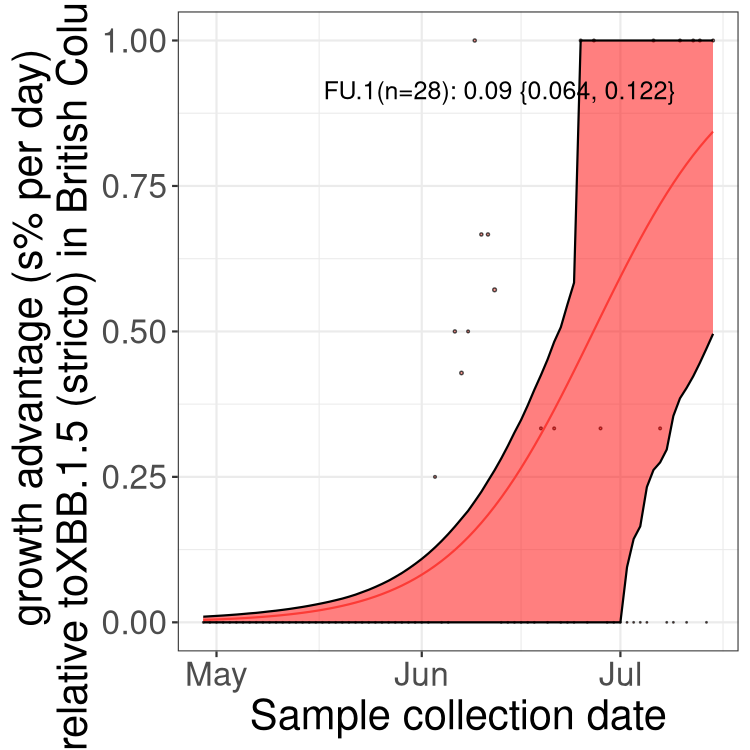 growth advantage (s% per day)
relative toXBB.1.5 (stricto) in British Colu
1.00
0.75
0.50
0.25
0.00
FU.1(n=28): 0.09 {0.064, 0.122}
May Jun Jul
Sample collection date